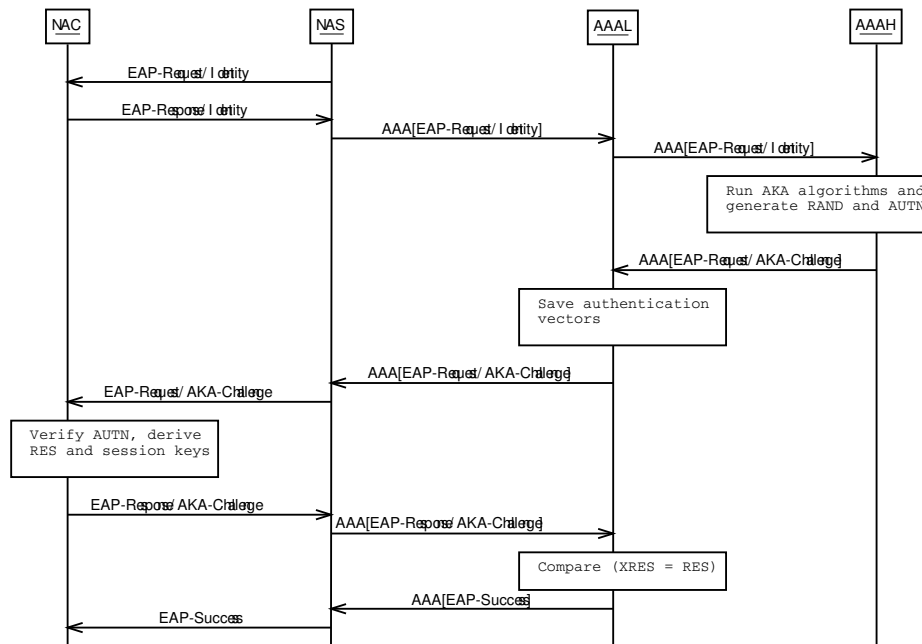 NAC
NAS
AAAL
AAAH
EAP-Request/Identity
EAP-Response/Identity
AAA[EAP-Request/Identity]
AAA[EAP-Request/Identity]
Run AKA algorithms and
generate RAND and AUTN
AAA[EAP-Request/AKA-Challenge]
Save authentication
vectors
AAA[EAP-Request/AKA-Challenge]
EAP-Request/AKA-Challenge
Verify AUTN, derive
RES and session keys
EAP-Response/AKA-Challenge
AAA[EAP-Response/AKA-Challenge]
Compare (XRES = RES)
AAA[EAP-Success]
EAP-Success